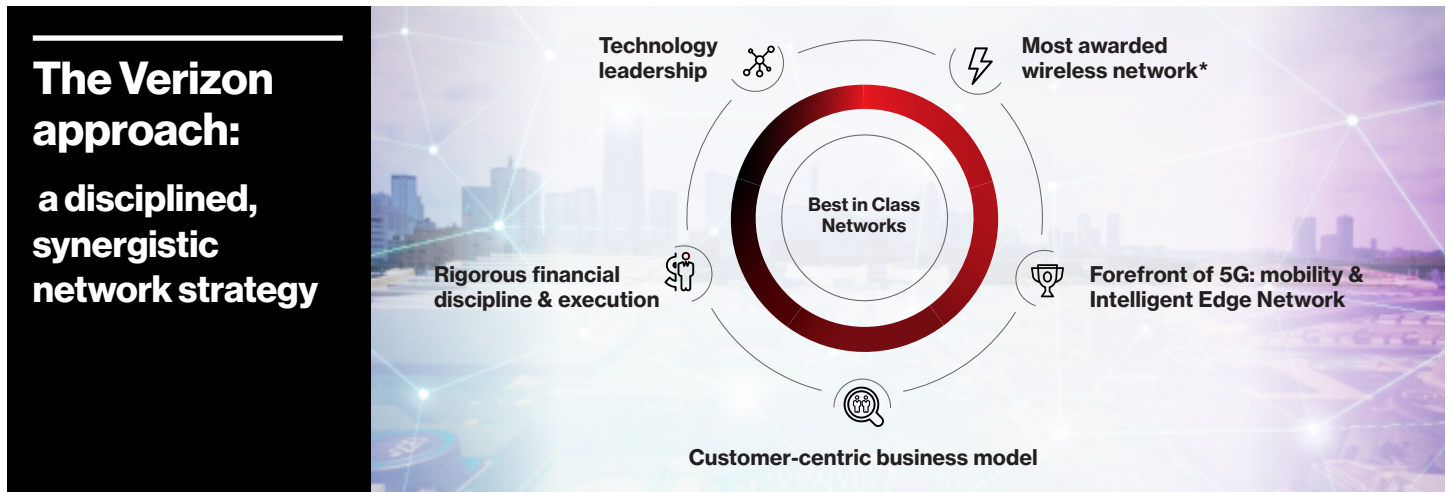 The Verizon
approach:
a disciplined,
synergistic
network strategy
Technology
leadership
Most awarded
wireless network*
Best in Class
Networks
Rigorous financial
discipline & execution
Forefront of 5G: mobility &
Intelligent Edge Network
Customer-centric business model